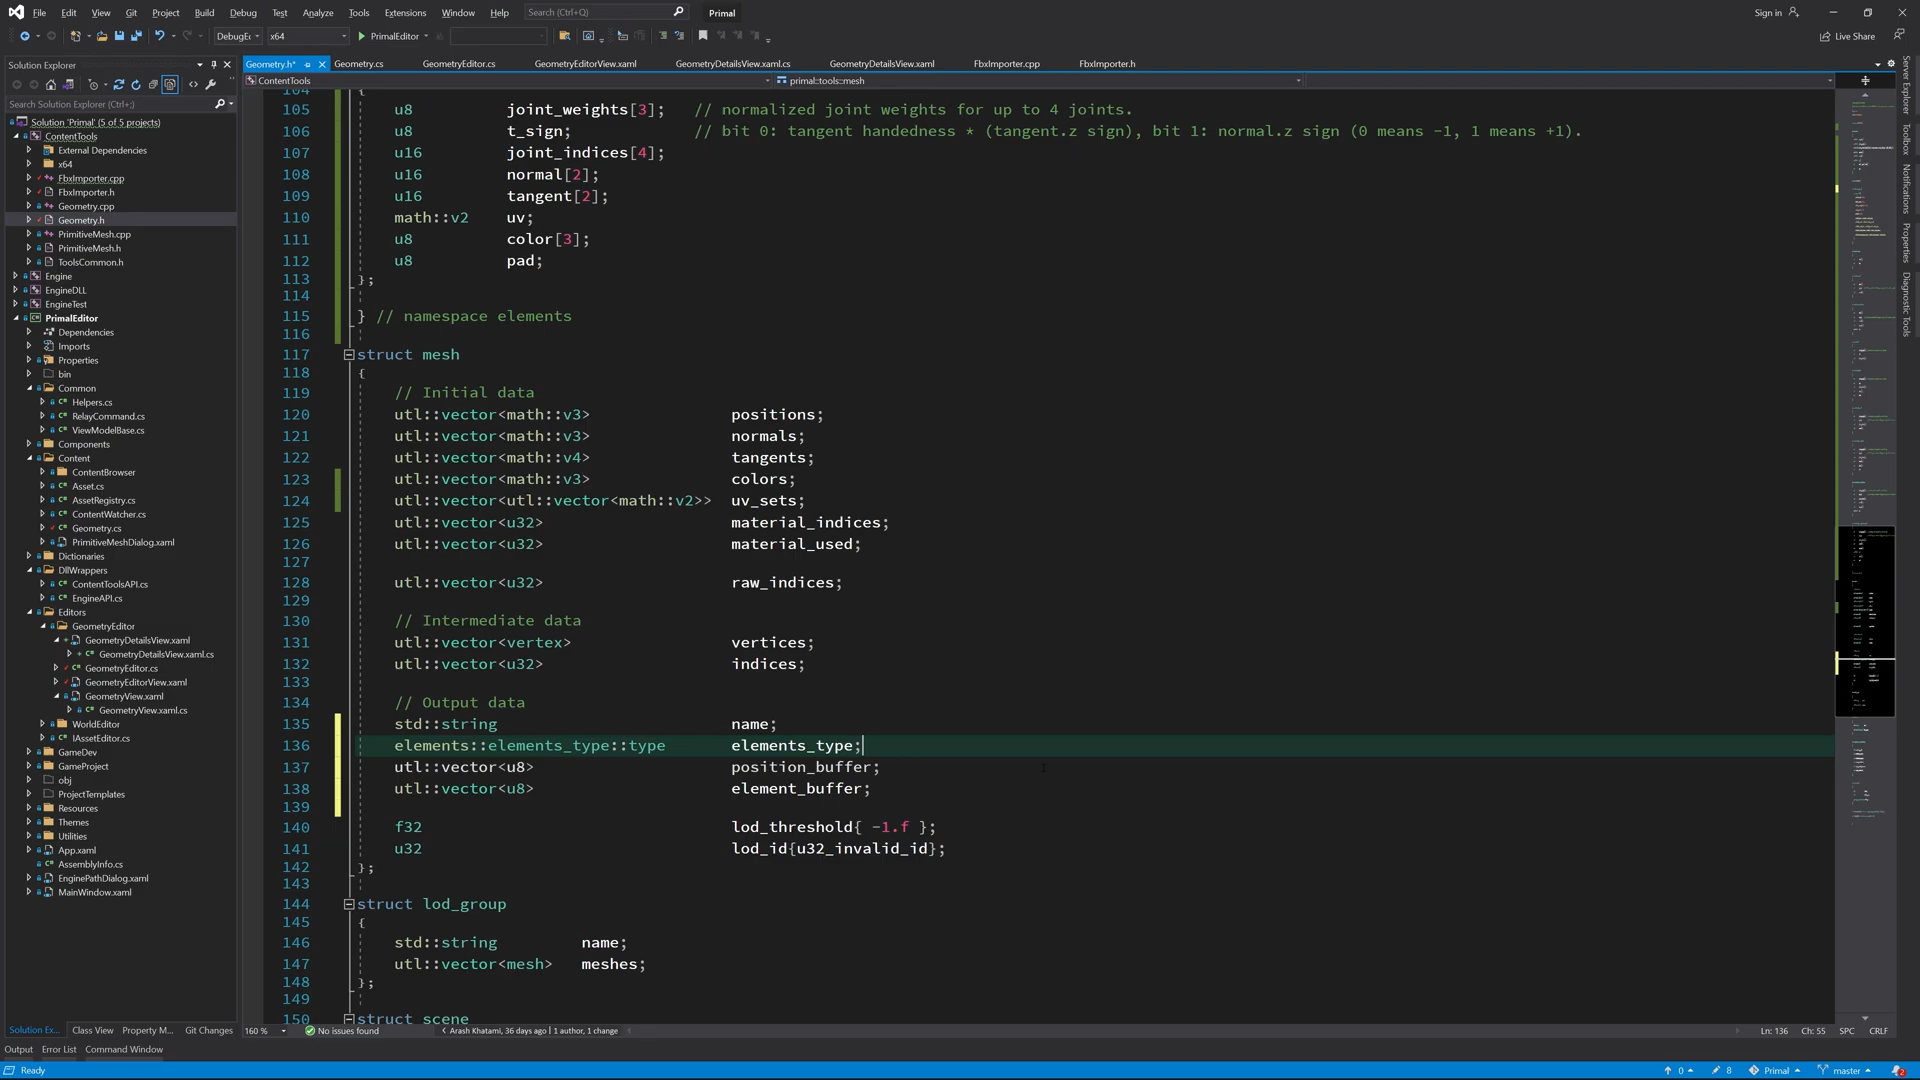 File Edit View Git Project Build Debug Test Analyze Tools Extensions Window Help Search (Ctrl+Q) Primal Sign in
x64 PrimalEditor Live Share
Solution Explorer
Search Solution Explorer (Ctrl+;)
Solution 'Primal' (5 of 5 projects)
ContentTools
External Dependencies
x64
FbxImporter.cpp
FbxImporter.h
Geometry.cpp
Geometry.h
PrimitiveMesh.cpp
PrimitiveMesh.h
ToolsCommon.h
Engine
EngineDLL
EngineTest
PrimalEditor
Dependencies
Imports
Properties
bin
Common
Helpers.cs
RelayCommand.cs
ViewModelBase.cs
Components
Content
ContentBrowser
Asset.cs
AssetRegistry.cs
ContentWatcher.cs
Geometry.cs
PrimitiveMeshDialog.xaml
Dictionaries
DllWrappers
ContentToolsAPI.cs
EngineAPI.cs
Editors
GeometryEditor
GeometryDetailsView.xaml
GeometryDetailsView.xaml.cs
GeometryEditor.cs
GeometryEditorView.xaml
GeometryView.xaml
GeometryView.xaml.cs
WorldEditor
IAssetEditor.cs
GameDev
GameProject
obj
ProjectTemplates
Resources
Themes
Utilities
App.xaml
AssemblyInfo.cs
EnginePathDialog.xaml
MainWindow.xaml
Solution Ex... Class View Property M... Git Changes
Geometry.h* Geometry.cs GeometryEditor.cs GeometryEditorView.xaml GeometryDetailsView.xaml.cs GeometryDetailsView.xaml FbxImporter.cpp FbxImporter.h
ContentTools primal::tools::mesh
104 {
105 u8 joint_weights[3]; // normalized joint weights for up to 4 joints.
106 u8 t_sign; // bit 0: tangent handedness * (tangent.z sign), bit 1: normal.z sign (0 means -1, 1 means +1).
107 u16 joint_indices[4];
108 u16 normal[2];
109 u16 tangent[2];
110 math::v2 uv;
111 u8 color[3];
112 u8 pad;
113 };
114
115 } // namespace elements
116
117 struct mesh
118 {
119 // Initial data
120 utl::vector<math::v3> positions;
121 utl::vector<math::v3> normals;
122 utl::vector<math::v4> tangents;
123 utl::vector<math::v3> colors;
124 utl::vector<utl::vector<math::v2>> uv_sets;
125 utl::vector<u32> material_indices;
126 utl::vector<u32> material_used;
127
128 utl::vector<u32> raw_indices;
129
130 // Intermediate data
131 utl::vector<vertex> vertices;
132 utl::vector<u32> indices;
133
134 // Output data
135 std::string name;
136 elements::elements_type::type elements_type;
137 utl::vector<u8> position_buffer;
138 utl::vector<u8> element_buffer;
139
140 f32 lod_threshold{ -1.f };
141 u32 lod_id{u32_invalid_id};
142 };
143
144 struct lod_group
145 {
146 std::string name;
147 utl::vector<mesh> meshes;
148 };
149
150 struct scene
160 % No issues found Arash Khatami, 36 days ago | 1 author, 1 change Ln: 136 Ch: 55 SPC CRLF
Server Explorer
Toolbox
Notifications
Properties
Diagnostic Tools
Output Error List Command Window
Ready 0 8 Primal master 2